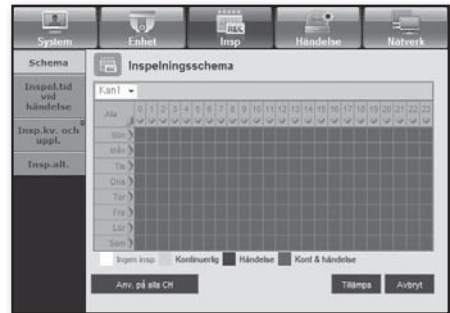 System Enhet Insp Händelse Nätverk
REC
Schema
Inspel.tid
vid
händelse
Insp.kv. och
uppl.
Insp.alt.
Inspelningsschema
Kan1
Alla 0 1 2 3 4 5 6 7 8 9 10 11 12 13 14 15 16 17 18 19 20 21 22 23
Sön
Mån
Tis
Ons
Tor
Fre
Lör
Sem
Ingen insp Kontinuerlig Händelse Kont & händelse
Anv. på alla CH Tillämpa Avbryt